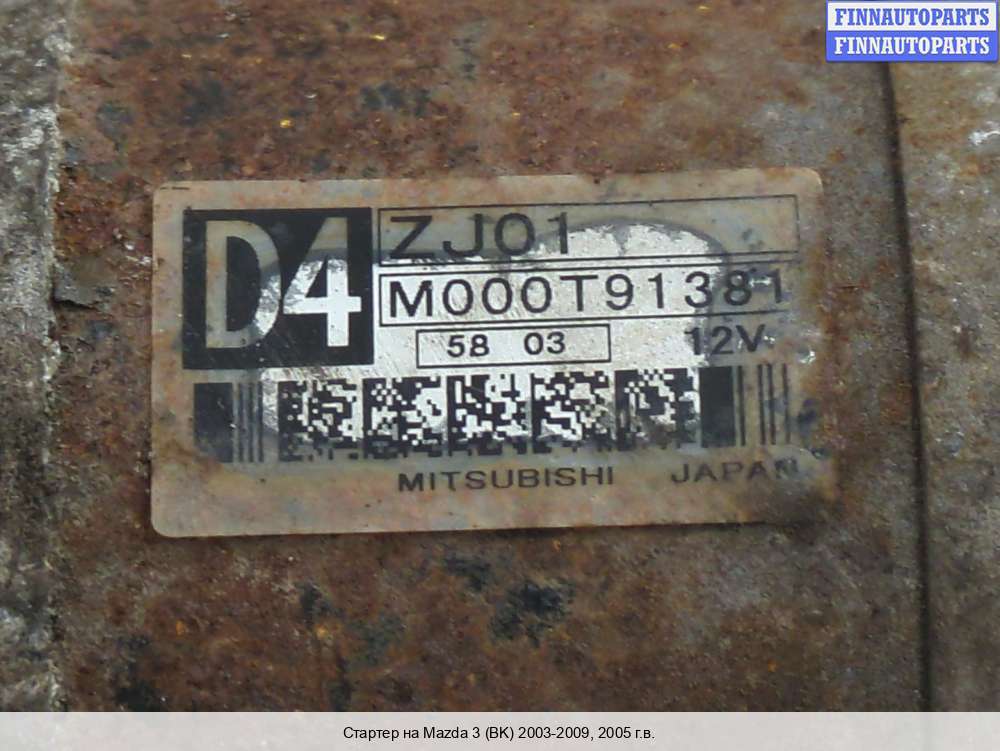 FINNAUTOPARTS
FINNAUTOPARTS
D4
ZJ01
M000T91381
58 03
12V
MITSUBISHI JAPAN
Стартер на Mazda 3 (BK) 2003-2009, 2005 г.в.